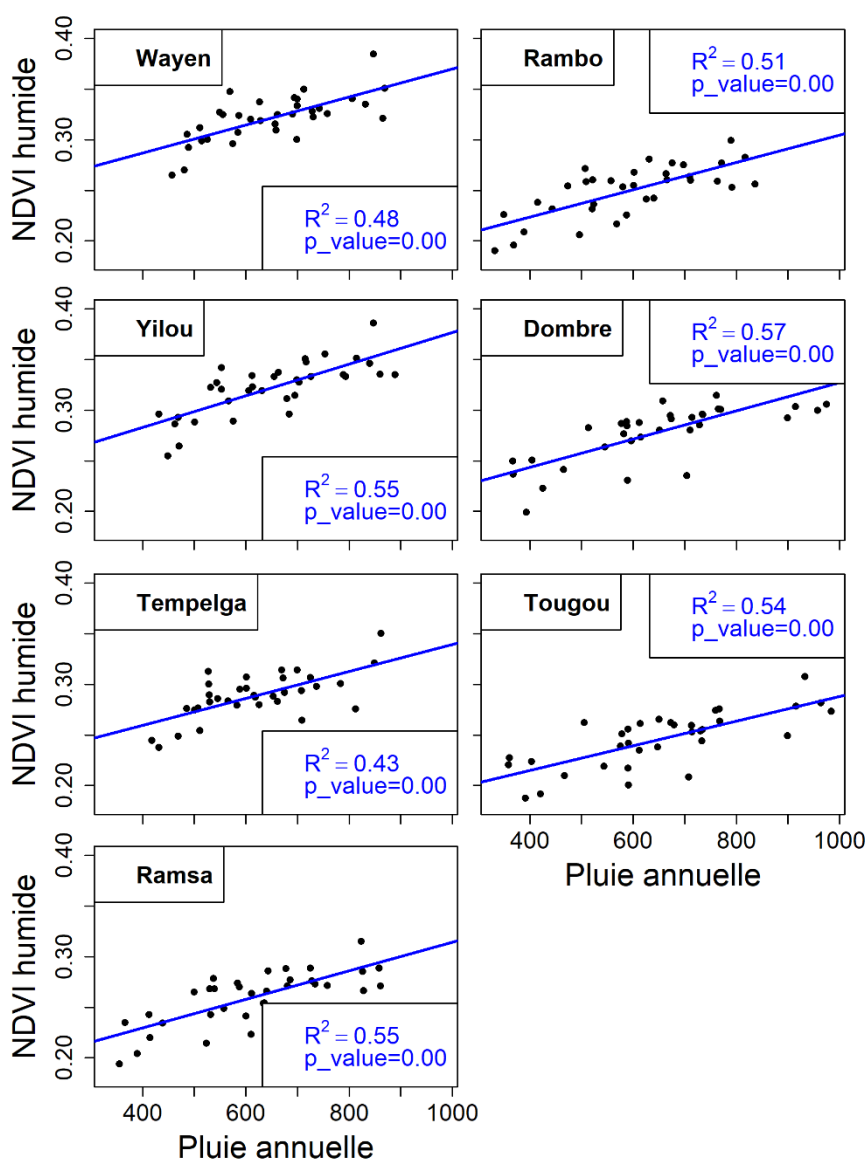 Wayen
NDVI humide
0.20 0.30 0.40
R² = 0.48
p_value=0.00
Rambo
R² = 0.51
p_value=0.00
Yilou
NDVI humide
0.20 0.30 0.40
R² = 0.55
p_value=0.00
Dombre
R² = 0.57
p_value=0.00
Tempelga
NDVI humide
0.20 0.30 0.40
R² = 0.43
p_value=0.00
Tougou
R² = 0.54
p_value=0.00
400 600 800 1000
Pluie annuelle
Ramsa
NDVI humide
0.20 0.30 0.40
R² = 0.55
p_value=0.00
400 600 800 1000
Pluie annuelle